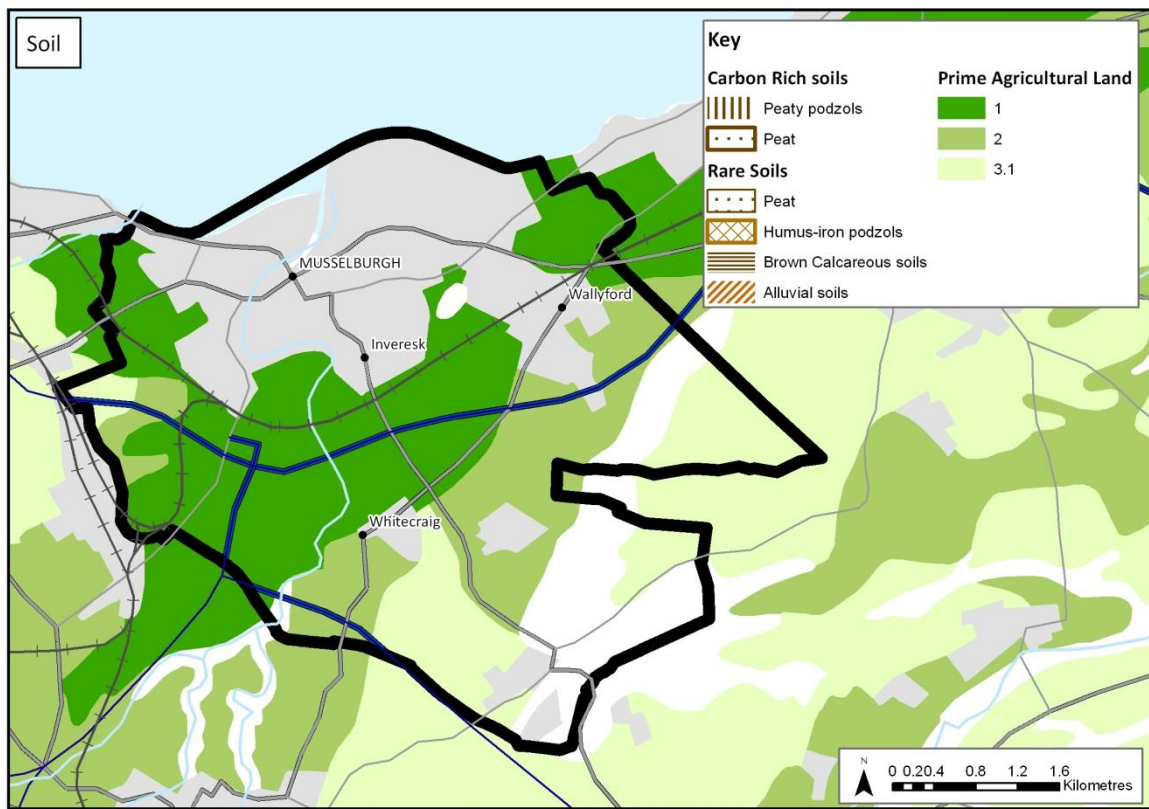 Soil
Key
Carbon Rich soils
Peaty podzols
Peat
Rare Soils
Peat
Humus-iron podzols
Brown Calcareous soils
Alluvial soils
Prime Agricultural Land
1
2
3.1
MUSSELBURGH
Wallyford
Inveresk
Whitecraig
N
0 0.20.4 0.8 1.2 1.6
Kilometres